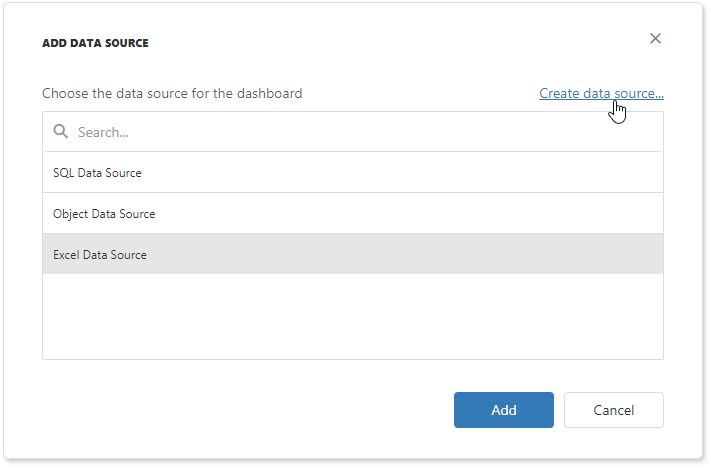 ADD DATA SOURCE
Choose the data source for the dashboard
Create data source...
Search...
SQL Data Source
Object Data Source
Excel Data Source
Add
Cancel